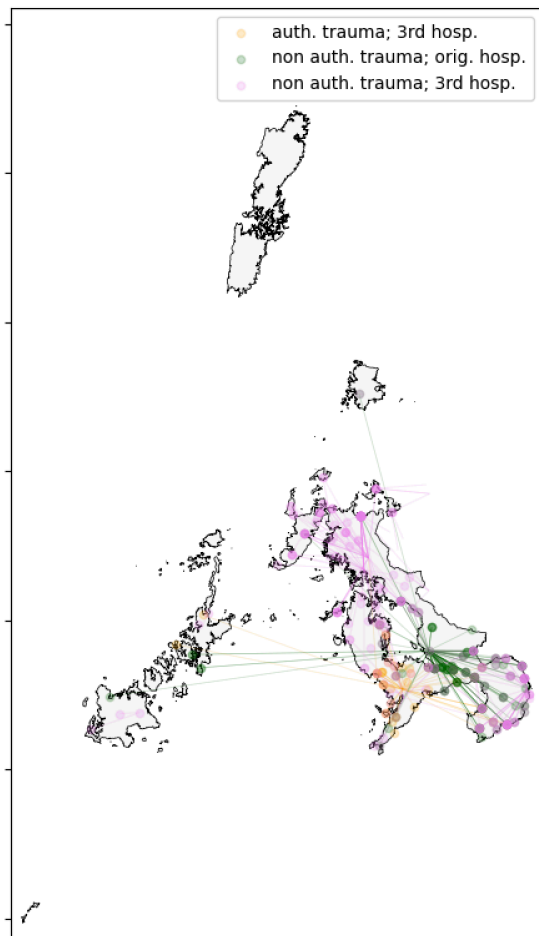 auth. trauma; 3rd hosp.
non auth. trauma; orig. hosp.
non auth. trauma; 3rd hosp.